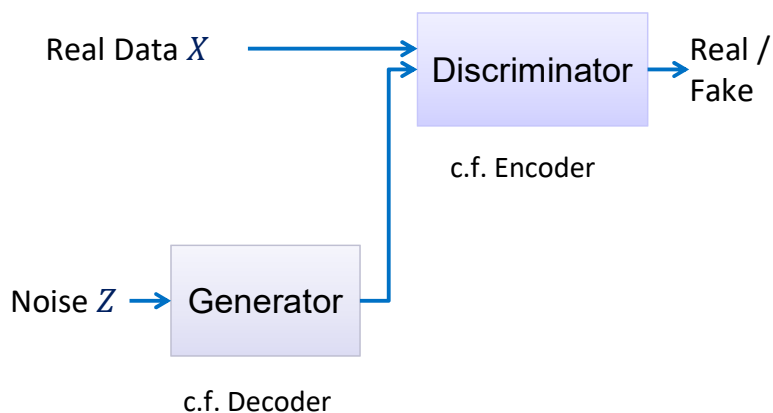 Real Data X
Discriminator
Real /
Fake
c.f. Encoder
Noise Z
Generator
c.f. Decoder